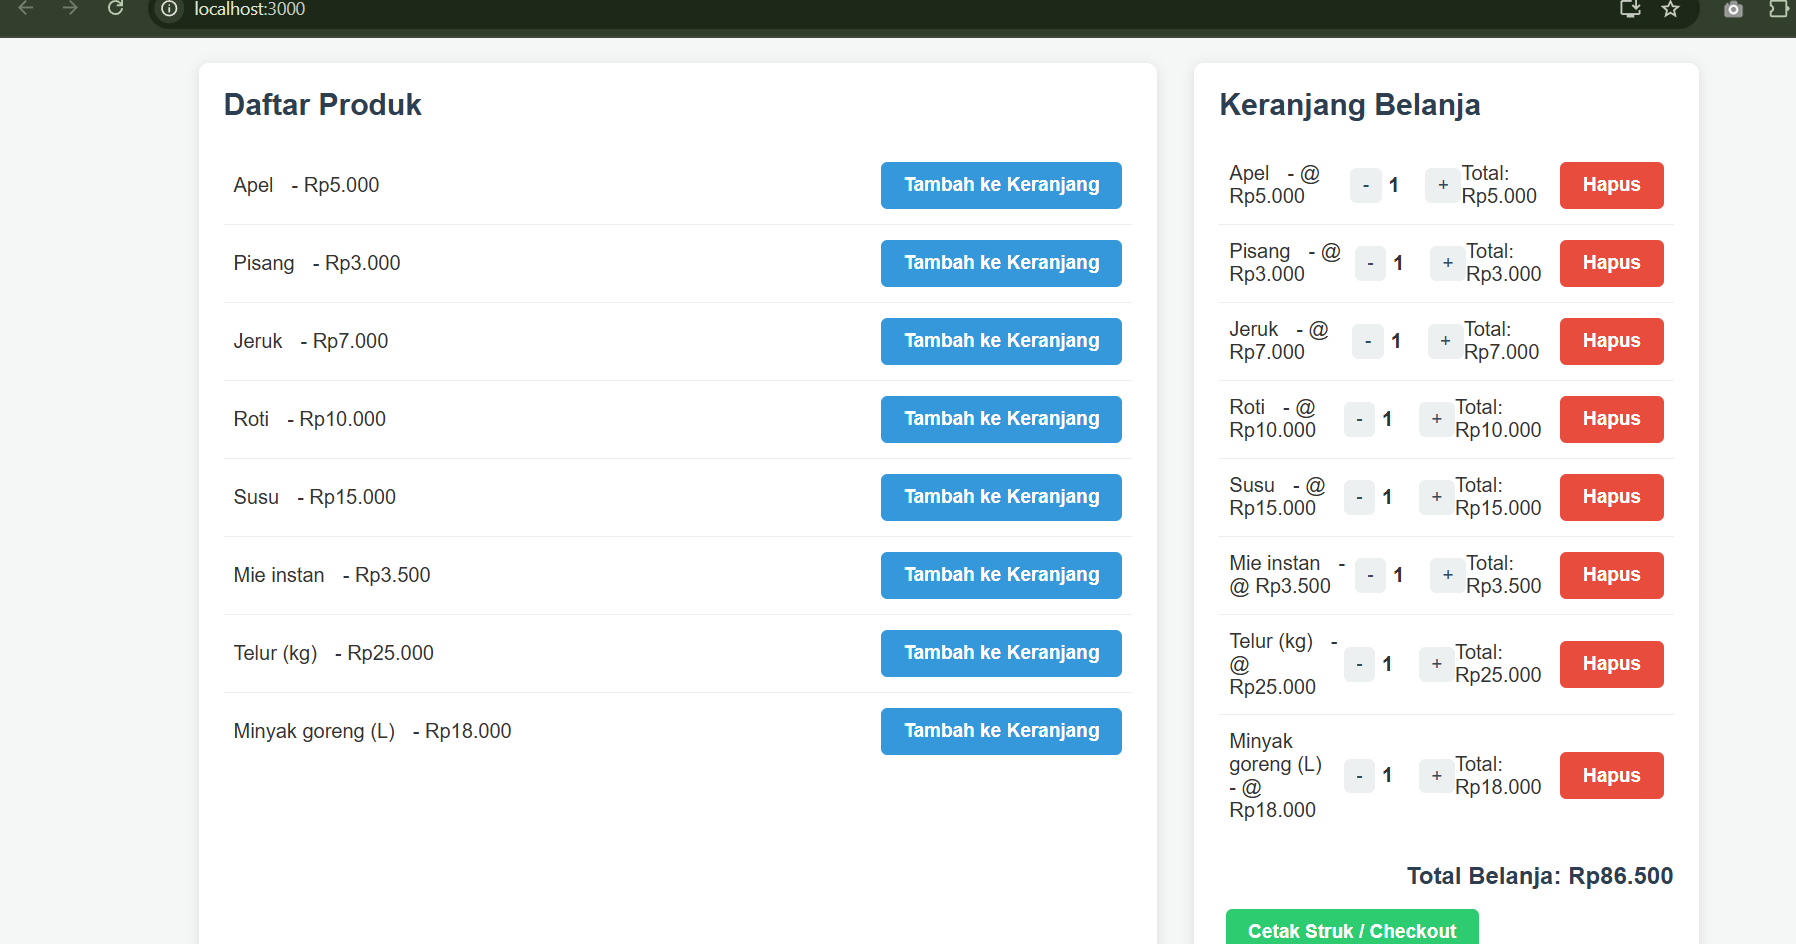 localhost:3000
Daftar Produk
Apel - Rp5.000
Tambah ke Keranjang
Pisang - Rp3.000
Tambah ke Keranjang
Jeruk - Rp7.000
Tambah ke Keranjang
Roti - Rp10.000
Tambah ke Keranjang
Susu - Rp15.000
Tambah ke Keranjang
Mie instan - Rp3.500
Tambah ke Keranjang
Telur (kg) - Rp25.000
Tambah ke Keranjang
Minyak goreng (L) - Rp18.000
Tambah ke Keranjang
Keranjang Belanja
Apel - @
Rp5.000
- 1 +
Total:
Rp5.000
Hapus
Pisang - @
Rp3.000
- 1 +
Total:
Rp3.000
Hapus
Jeruk - @
Rp7.000
- 1 +
Total:
Rp7.000
Hapus
Roti - @
Rp10.000
- 1 +
Total:
Rp10.000
Hapus
Susu - @
Rp15.000
- 1 +
Total:
Rp15.000
Hapus
Mie instan -
@ Rp3.500
- 1 +
Total:
Rp3.500
Hapus
Telur (kg) -
@
Rp25.000
- 1 +
Total:
Rp25.000
Hapus
Minyak
goreng (L)
- @
Rp18.000
- 1 +
Total:
Rp18.000
Hapus
Total Belanja: Rp86.500
Cetak Struk / Checkout